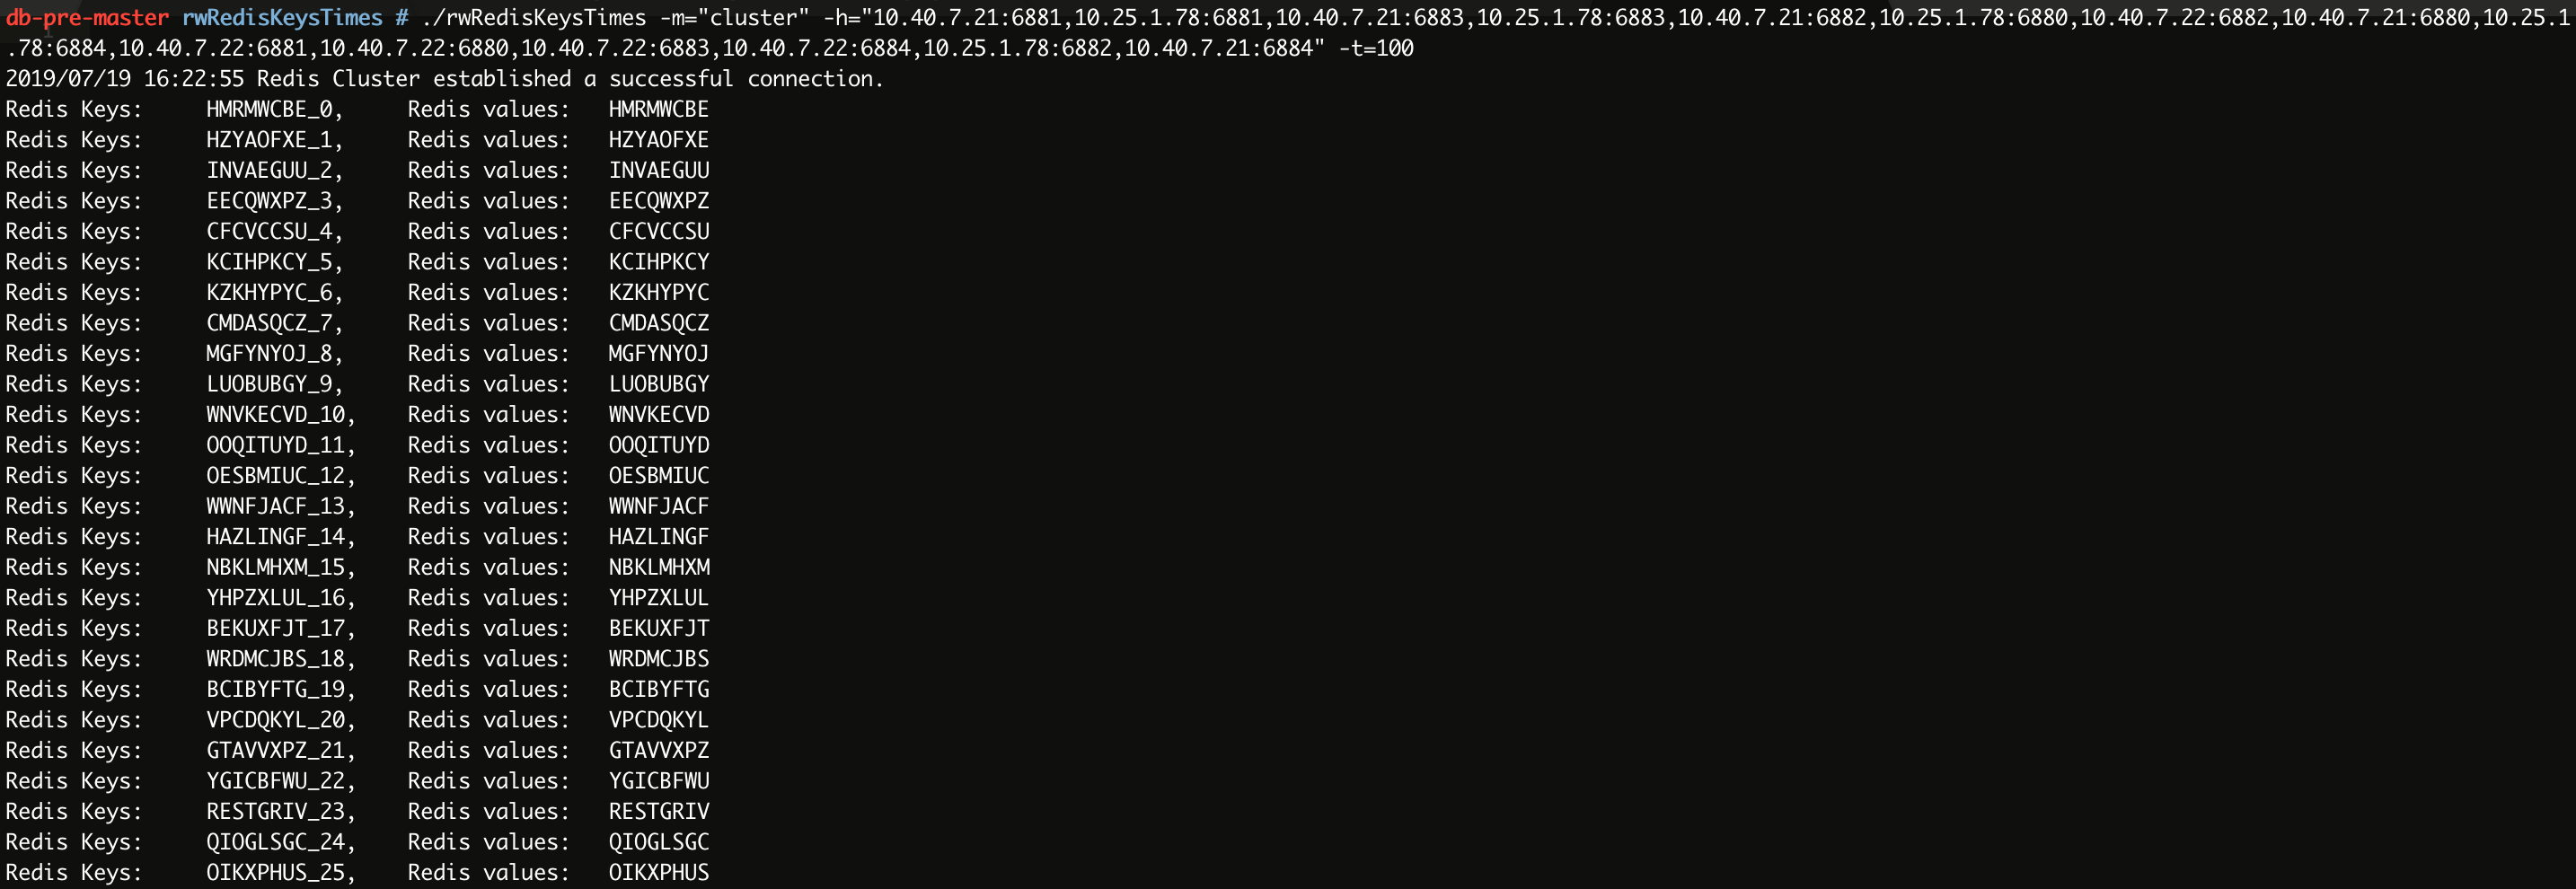 db-pre-master rwRedisKeysTimes # ./rwRedisKeysTimes -m="cluster" -h="10.40.7.21:6881,10.25.1.78:6881,10.40.7.21:6883,10.25.1.78:6883,10.40.7.21:6882,10.25.1.78:6880,10.40.7.22:6882,10.40.7.21:6880,10.25.1
.78:6884,10.40.7.22:6881,10.40.7.22:6880,10.40.7.22:6883,10.40.7.22:6884,10.25.1.78:6882,10.40.7.21:6884" -t=100
2019/07/19 16:22:55 Redis Cluster established a successful connection.
Redis Keys: HMRMWCBE_0, Redis values: HMRMWCBE
Redis Keys: HZYAOFXE_1, Redis values: HZYAOFXE
Redis Keys: INVAEGUU_2, Redis values: INVAEGUU
Redis Keys: EECQWXPZ_3, Redis values: EECQWXPZ
Redis Keys: CFCVCCSU_4, Redis values: CFCVCCSU
Redis Keys: KCIHPKCY_5, Redis values: KCIHPKCY
Redis Keys: KZKHYPYC_6, Redis values: KZKHYPYC
Redis Keys: CMDASQCZ_7, Redis values: CMDASQCZ
Redis Keys: MGFYNYOJ_8, Redis values: MGFYNYOJ
Redis Keys: LUOBUBGY_9, Redis values: LUOBUBGY
Redis Keys: WNVKECVD_10, Redis values: WNVKECVD
Redis Keys: OOQITUYD_11, Redis values: OOQITUYD
Redis Keys: OESBMIUC_12, Redis values: OESBMIUC
Redis Keys: WWNFJACF_13, Redis values: WWNFJACF
Redis Keys: HAZLINGF_14, Redis values: HAZLINGF
Redis Keys: NBKLMHXM_15, Redis values: NBKLMHXM
Redis Keys: YHPZXLUL_16, Redis values: YHPZXLUL
Redis Keys: BEKUXFJT_17, Redis values: BEKUXFJT
Redis Keys: WRDMCJBS_18, Redis values: WRDMCJBS
Redis Keys: BCIBYFTG_19, Redis values: BCIBYFTG
Redis Keys: VPCDQKYL_20, Redis values: VPCDQKYL
Redis Keys: GTAVVXPZ_21, Redis values: GTAVVXPZ
Redis Keys: YGICBFWU_22, Redis values: YGICBFWU
Redis Keys: RESTGRIV_23, Redis values: RESTGRIV
Redis Keys: QIOGLSGC_24, Redis values: QIOGLSGC
Redis Keys: OIKXPHUS_25, Redis values: OIKXPHUS